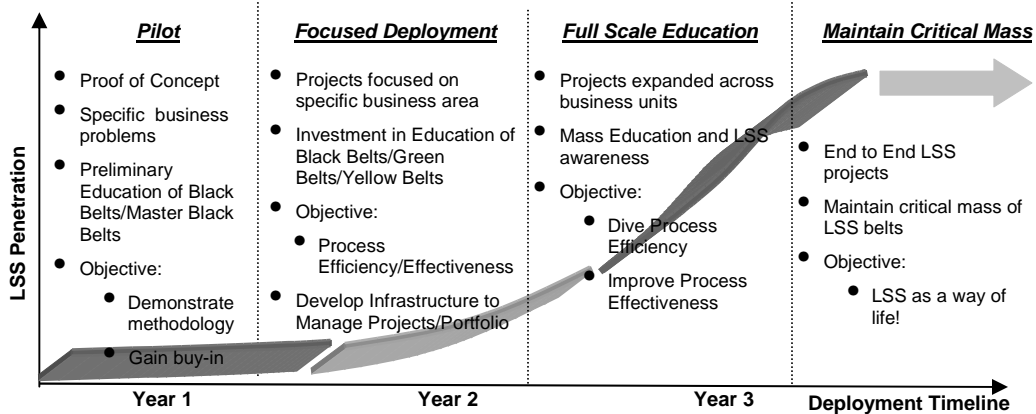 Pilot
Proof of Concept
Specific business
problems
Preliminary
Education of Black
Belts/Master Black
Belts
Objective:
Demonstrate
methodology
Gain buy-in
Focused Deployment
Projects focused on
specific business area
Investment in Education of
Black Belts/Green
Belts/Yellow Belts
Objective:
Process
Efficiency/Effectiveness
Develop Infrastructure to
Manage Projects/Portfolio
Full Scale Education
Projects expanded across
business units
Mass Education and LSS
awareness
Objective:
Dive Process
Efficiency
Improve Process
Effectiveness
Maintain Critical Mass
End to End LSS
projects
Maintain critical mass of
LSS belts
Objective:
LSS as a way of
life!
LSS Penetration
Year 1
Year 2
Year 3
Deployment Timeline